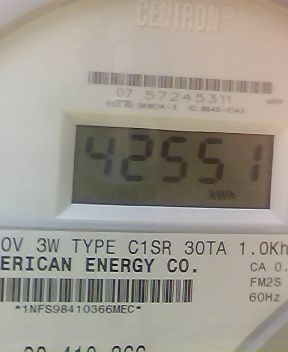 CENTRON®
07 57245311
42551
kWh
0V 3W TYPE C1SR 30TA 1.0Kh
ERICAN ENERGY CO.
CA 0.
FM2S
60Hz
*1NFS98410366MEC*